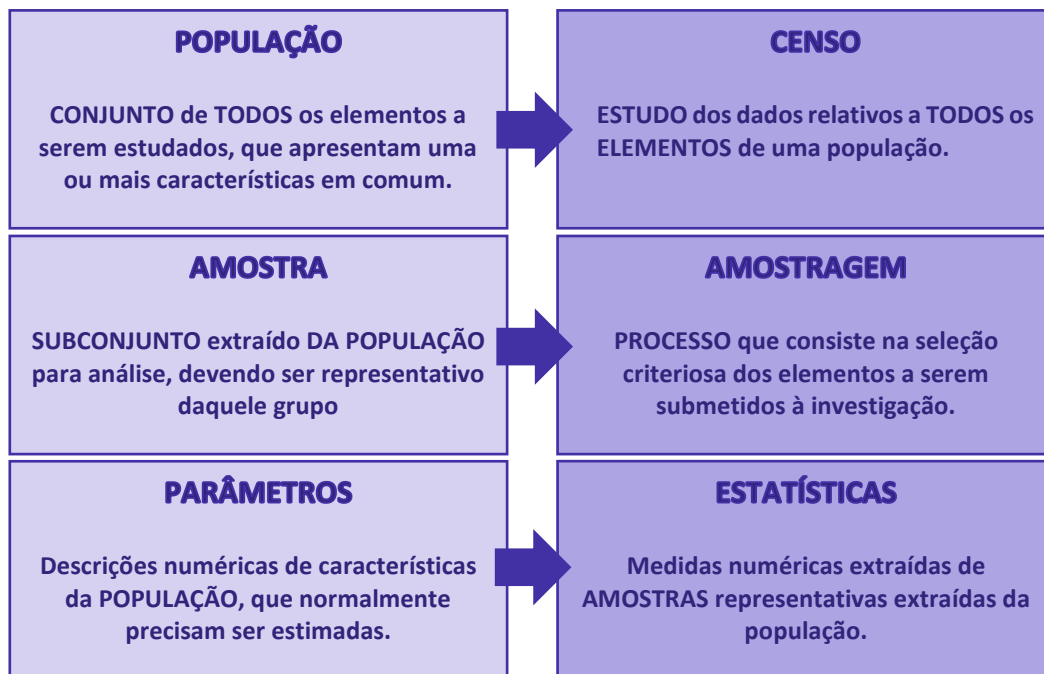 POPULAÇÃO
CONJUNTO de TODOS os elementos a
serem estudados, que apresentam uma
ou mais características em comum.
CENSO
ESTUDO dos dados relativos a TODOS os
ELEMENTOS de uma população.
AMOSTRA
SUBCONJUNTO extraído DA POPULAÇÃO
para análise, devendo ser representativo
daquele grupo
AMOSTRAGEM
PROCESSO que consiste na seleção
criteriosa dos elementos a serem
submetidos à investigação.
PARÂMETROS
Descrições numéricas de características
da POPULAÇÃO, que normalmente
precisam ser estimadas.
ESTATÍSTICAS
Medidas numéricas extraídas de
AMOSTRAS representativas extraídas da
população.